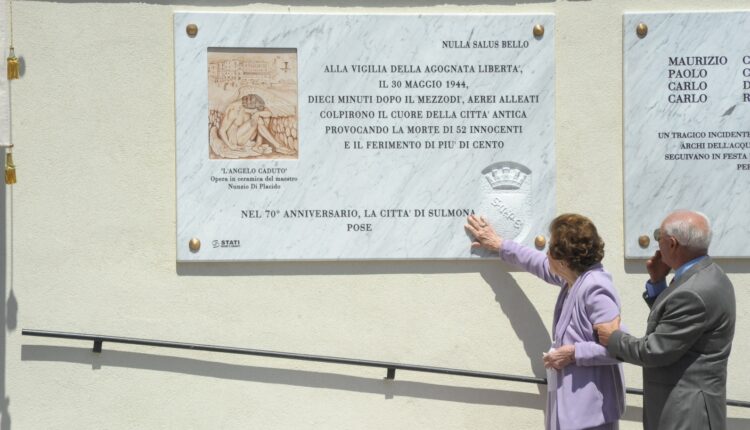 NULLA SALUS BELLO
ALLA VIGILIA DELLA AGOGNATA LIBERTA',
IL 30 MAGGIO 1944,
DIECI MINUTI DOPO IL MEZZODI', AEREI ALLEATI
COLPIRONO IL CUORE DELLA CITTA' ANTICA
PROVOCANDO LA MORTE DI 52 INNOCENTI
E IL FERIMENTO DI PIU' DI CENTO
'L'ANGELO CADUTO'
Opera in ceramica del maestro
Nunzio Di Placido
NEL 70° ANNIVERSARIO, LA CITTA' DI SULMONA
POSE
STATI
S·M·P·E
MAURIZIO C
PAOLO C
CARLO D
CARLO R
UN TRAGICO INCIDENTE
ARCHI DELL'ACQU
SEGUIVANO IN FESTA
PER